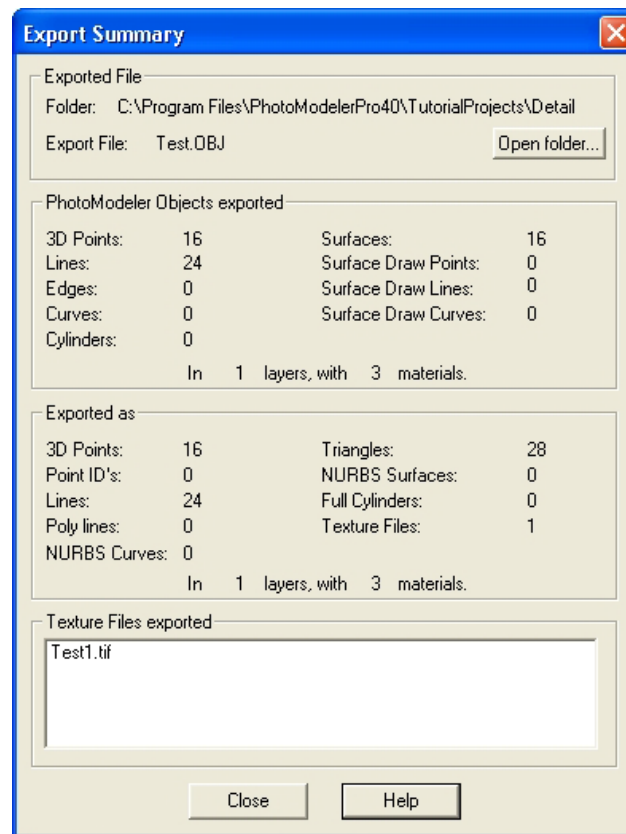 Export Summary
Exported File
Folder: C:\Program Files\PhotoModelerPro40\TutorialProjects\Detail
Export File: Test.OBJ Open folder...
PhotoModeler Objects exported
3D Points: 16 Surfaces: 16
Lines: 24 Surface Draw Points: 0
Edges: 0 Surface Draw Lines: 0
Curves: 0 Surface Draw Curves: 0
Cylinders: 0
In 1 layers, with 3 materials.
Exported as
3D Points: 16 Triangles: 28
Point ID's: 0 NURBS Surfaces: 0
Lines: 24 Full Cylinders: 0
Poly lines: 0 Texture Files: 1
NURBS Curves: 0
In 1 layers, with 3 materials.
Texture Files exported
Test1.tif
Close Help